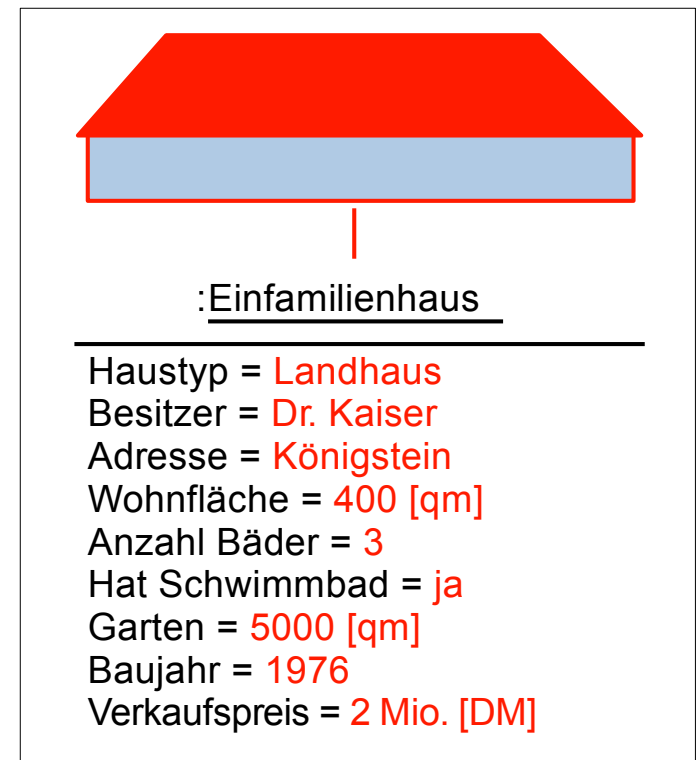 :Einfamilienhaus
Haustyp = Landhaus
Besitzer = Dr. Kaiser
Adresse = Königstein
Wohnfläche = 400 [qm]
Anzahl Bäder = 3
Hat Schwimmbad = ja
Garten = 5000 [qm]
Baujahr = 1976
Verkaufspreis = 2 Mio. [DM]